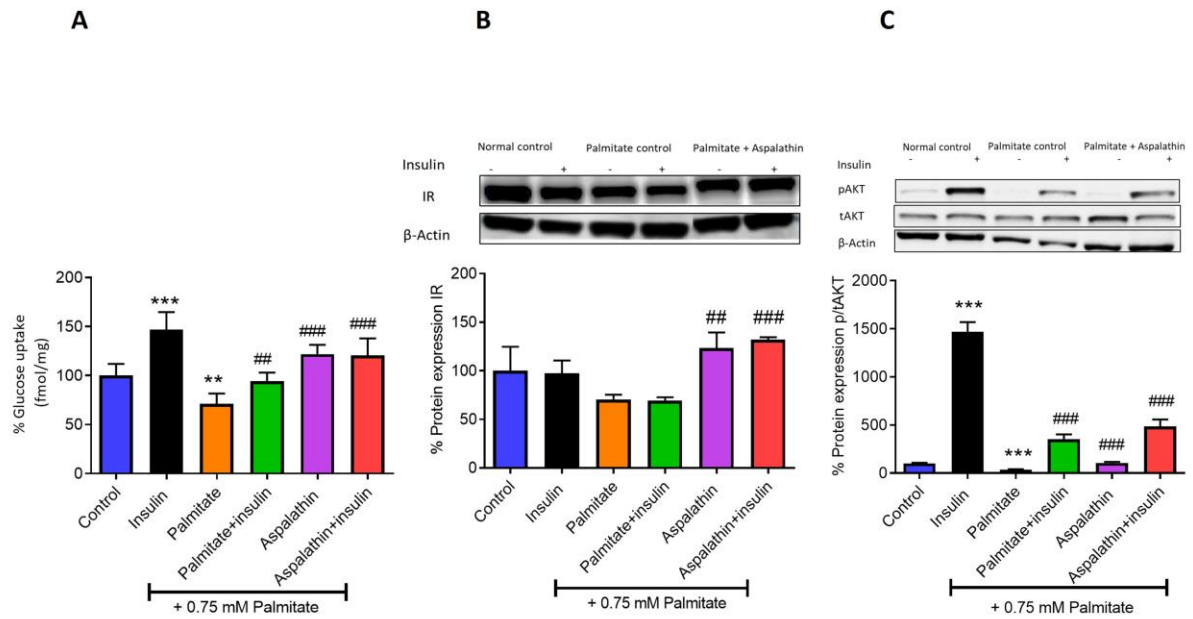 A
B
C
Normal control Palmitate control Palmitate + Aspalathin
Insulin - + - + - +
IR
β-Actin
Normal control Palmitate control Palmitate + Aspalathin
Insulin - + - + - +
pAKT
tAKT
β-Actin
% Glucose uptake
(fmol/mg)
200
150
100
50
0
***
**
##
###
###
Control
Insulin
Palmitate
Palmitate+insulin
Aspalathin
Aspalathin+insulin
+ 0.75 mM Palmitate
% Protein expression IR
200
150
100
50
0
##
###
Control
Insulin
Palmitate
Palmitate+insulin
Aspalathin
Aspalathin+insulin
+ 0.75 mM Palmitate
% Protein expression p/tAKT
2000
1500
1000
500
0
***
***
###
###
###
Control
Insulin
Palmitate
Palmitate+insulin
Aspalathin
Aspalathin+insulin
+ 0.75 mM Palmitate